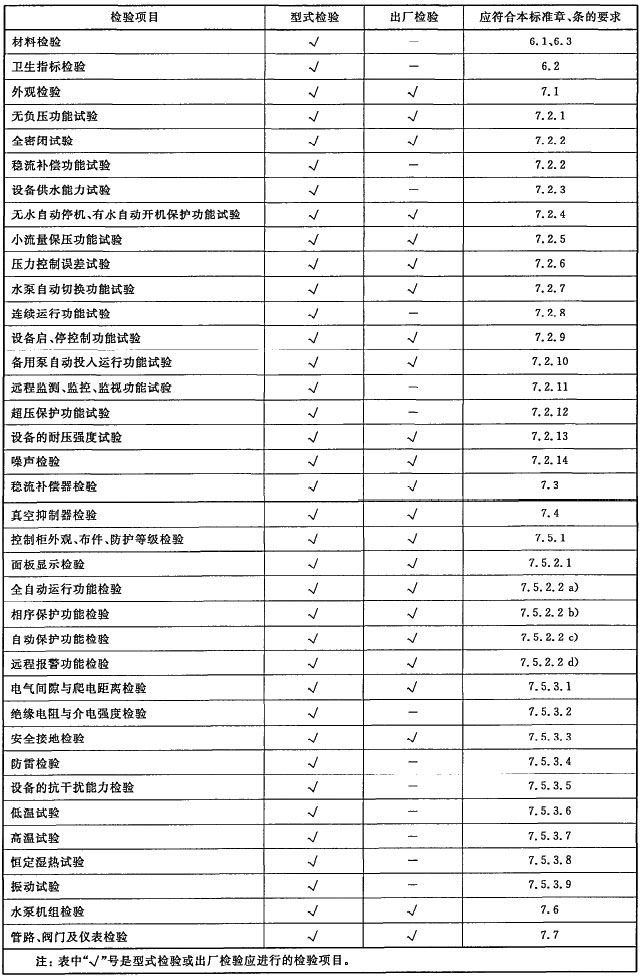 检验项目 型式检验 出厂检验 应符合本标准章、条的要求
材料检验 √ — 6.1、6.3
卫生指标检验 √ — 6.2
外观检验 √ √ 7.1
无负压功能试验 √ √ 7.2.1
全密闭试验 √ √ 7.2.2
稳流补偿功能试验 √ — 7.2.2
设备供水能力试验 √ — 7.2.3
无水自动停机、有水自动开机保护功能试验 √ √ 7.2.4
小流量保压功能试验 √ √ 7.2.5
压力控制误差试验 √ √ 7.2.6
水泵自动切换功能试验 √ √ 7.2.7
连续运行功能试验 √ — 7.2.8
设备启、停控制功能试验 √ √ 7.2.9
备用泵自动投入运行功能试验 √ √ 7.2.10
远程监测、监控、监视功能试验 √ — 7.2.11
超压保护功能试验 √ — 7.2.12
设备的耐压强度试验 √ √ 7.2.13
噪声检验 √ √ 7.2.14
稳流补偿器检验 √ √ 7.3
真空抑制器检验 √ √ 7.4
控制柜外观、布件、防护等级检验 √ √ 7.5.1
面板显示检验 √ √ 7.5.2.1
全自动运行功能检验 √ √ 7.5.2.2 a)
相序保护功能检验 √ √ 7.5.2.2 b)
自动保护功能检验 √ √ 7.5.2.2 c)
远程报警功能检验 √ √ 7.5.2.2 d)
电气间隙与爬电距离检验 √ √ 7.5.3.1
绝缘电阻与介电强度检验 √ — 7.5.3.2
安全接地检验 √ √ 7.5.3.3
防雷检验 √ — 7.5.3.4
设备的抗干扰能力检验 √ — 7.5.3.5
低温试验 √ — 7.5.3.6
高温试验 √ — 7.5.3.7
恒定湿热试验 √ — 7.5.3.8
振动试验 √ — 7.5.3.9
水泵机组检验 √ √ 7.6
管路、阀门及仪表检验 √ √ 7.7
注:表中“√”号是型式检验或出厂检验应进行的检验项目。